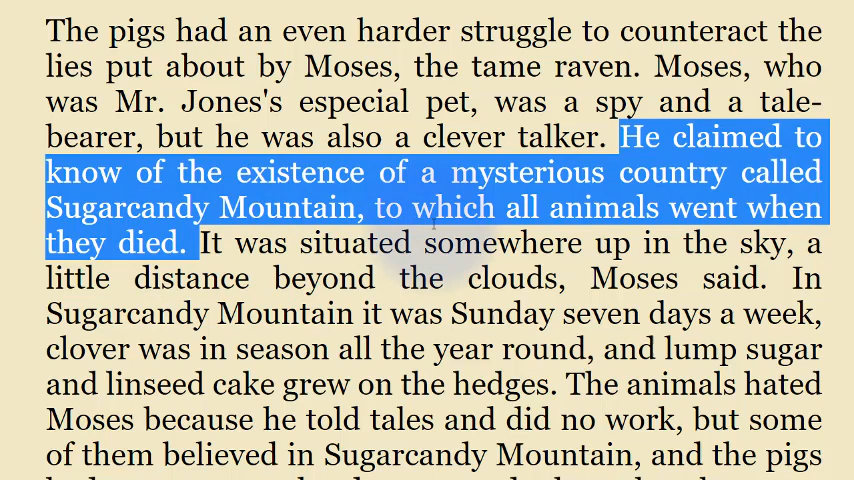 The pigs had an even harder struggle to counteract the
lies put about by Moses, the tame raven. Moses, who
was Mr. Jones's especial pet, was a spy and a tale-
bearer, but he was also a clever talker. He claimed to
know of the existence of a mysterious country called
Sugarcandy Mountain, to which all animals went when
they died. It was situated somewhere up in the sky, a
little distance beyond the clouds, Moses said. In
Sugarcandy Mountain it was Sunday seven days a week,
clover was in season all the year round, and lump sugar
and linseed cake grew on the hedges. The animals hated
Moses because he told tales and did no work, but some
of them believed in Sugarcandy Mountain, and the pigs